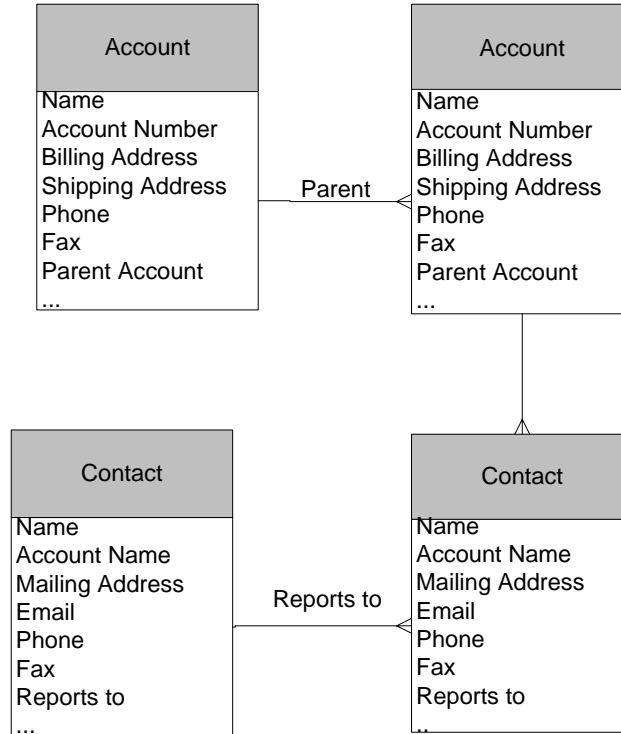 Account
Name
Account Number
Billing Address
Shipping Address
Phone
Fax
Parent Account
...
Parent
Account
Name
Account Number
Billing Address
Shipping Address
Phone
Fax
Parent Account
...
Contact
Name
Account Name
Mailing Address
Email
Phone
Fax
Reports to
...
Reports to
Contact
Name
Account Name
Mailing Address
Email
Phone
Fax
Reports to
..